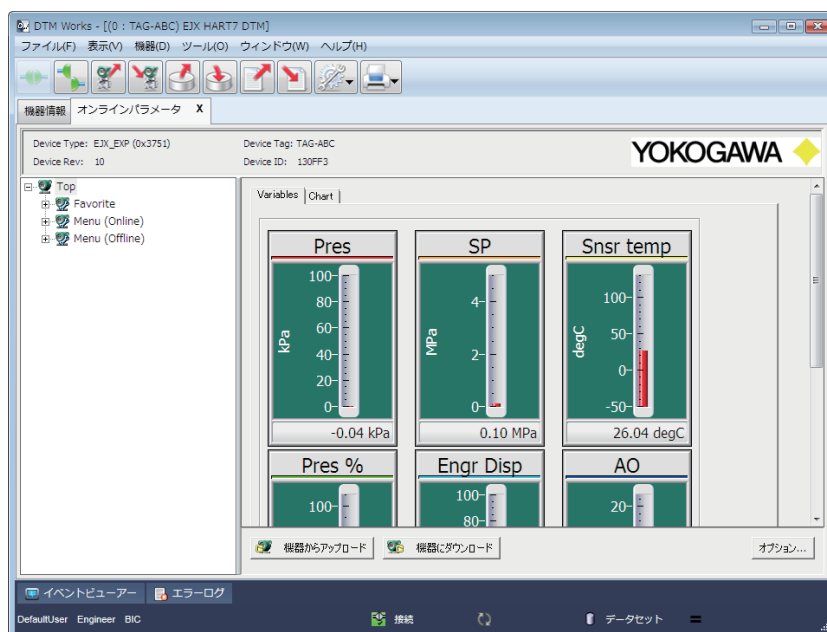 DTM Works - [(0 : TAG-ABC) EJX HART7 DTM]
ファイル(F) 表示(V) 機器(D) ツール(O) ウィンドウ(W) ヘルプ(H)
機器情報 オンラインパラメータ X
Device Type: EJX_EXP (0x3751) Device Tag: TAG-ABC
Device Rev: 10 Device ID: 130FF3
YOKOGAWA
Top
Favorite
Menu (Online)
Menu (Offline)
Variables Chart
Pres SP Snsr temp
kPa
100
80
60
40
20
0
MPa
4
2
0
degC
100
50
0
-50
-0.04 kPa 0.10 MPa 26.04 degC
Pres % Engr Disp AO
100 100 20
80
機器からアップロード 機器にダウンロード オプション...
イベントビューアー エラーログ
DefaultUser Engineer BIC 接続 データセット